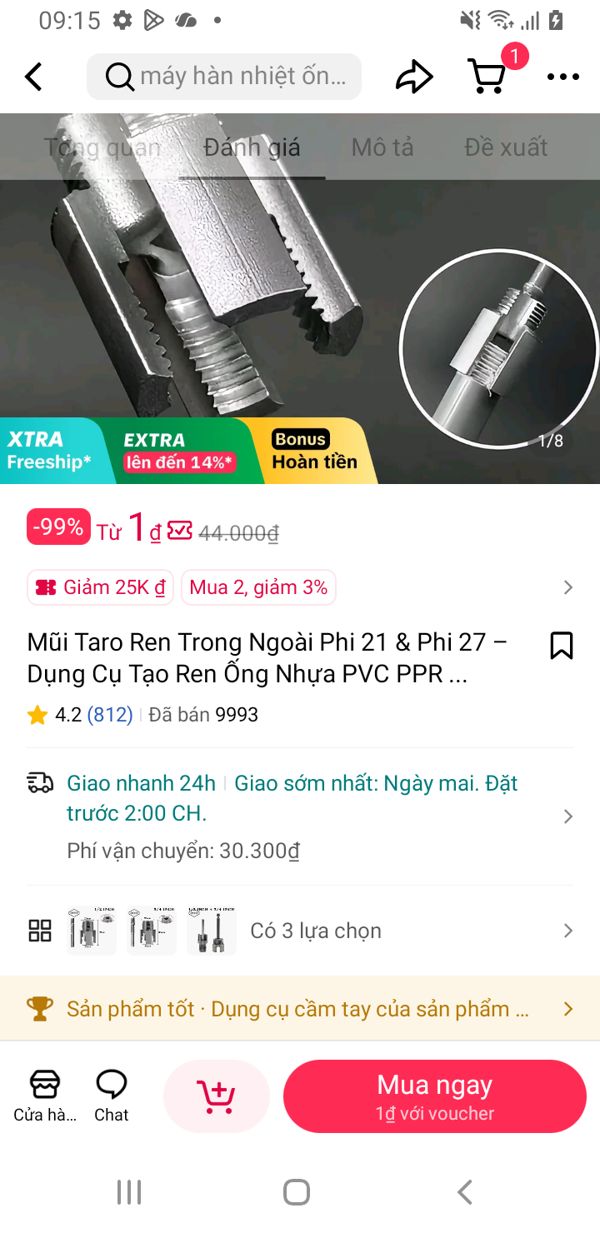 09:15
1
máy hàn nhiệt ốn...
Tổng quan
Đánh giá
Mô tả
Đề xuất
1/8
XTRA
Freeship*
EXTRA
lên đến 14%*
Bonus
Hoàn tiền
-99% Từ 1₫ 44.000₫
Giảm 25K ₫
Mua 2, giảm 3%
Mũi Taro Ren Trong Ngoài Phi 21 & Phi 27 –
Dụng Cụ Tạo Ren Ống Nhựa PVC PPR ...
4.2 (812) Đã bán 9993
Giao nhanh 24h Giao sớm nhất: Ngày mai. Đặt
trước 2:00 CH.
Phí vận chuyển: 30.300₫
Có 3 lựa chọn
Sản phẩm tốt · Dụng cụ cầm tay của sản phẩm ...
Cửa hà...
Chat
Mua ngay
1₫ với voucher